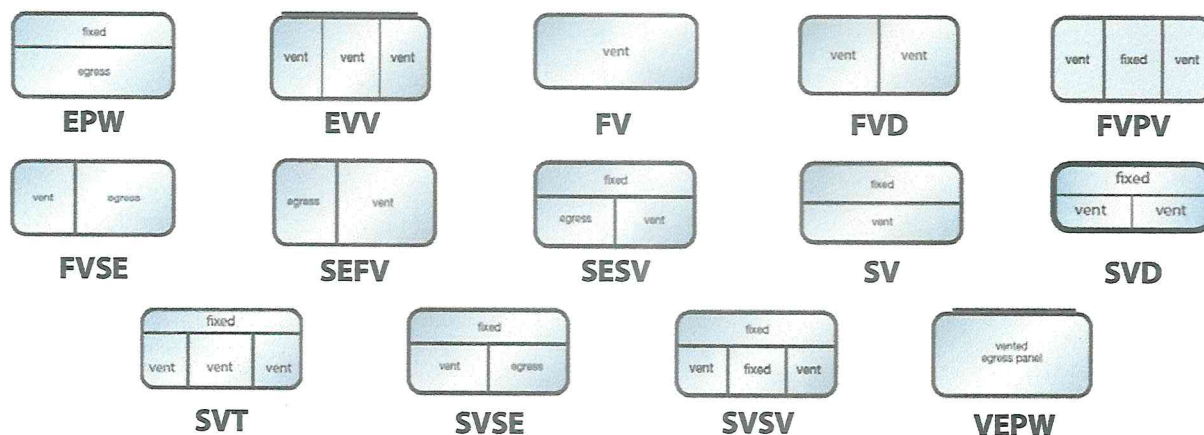 fixed
egress
EPW
vent vent vent
EVV
vent
FV
vent vent
FVD
vent fixed vent
FVPV
vent egress
FVSE
egress vent
SEFV
fixed
egress vent
SESV
fixed
vent
SV
fixed
vent vent
SVD
fixed
vent vent vent
SVT
fixed
vent egress
SVSE
fixed
vent fixed vent
SVSV
vented
egress panel
VEPW